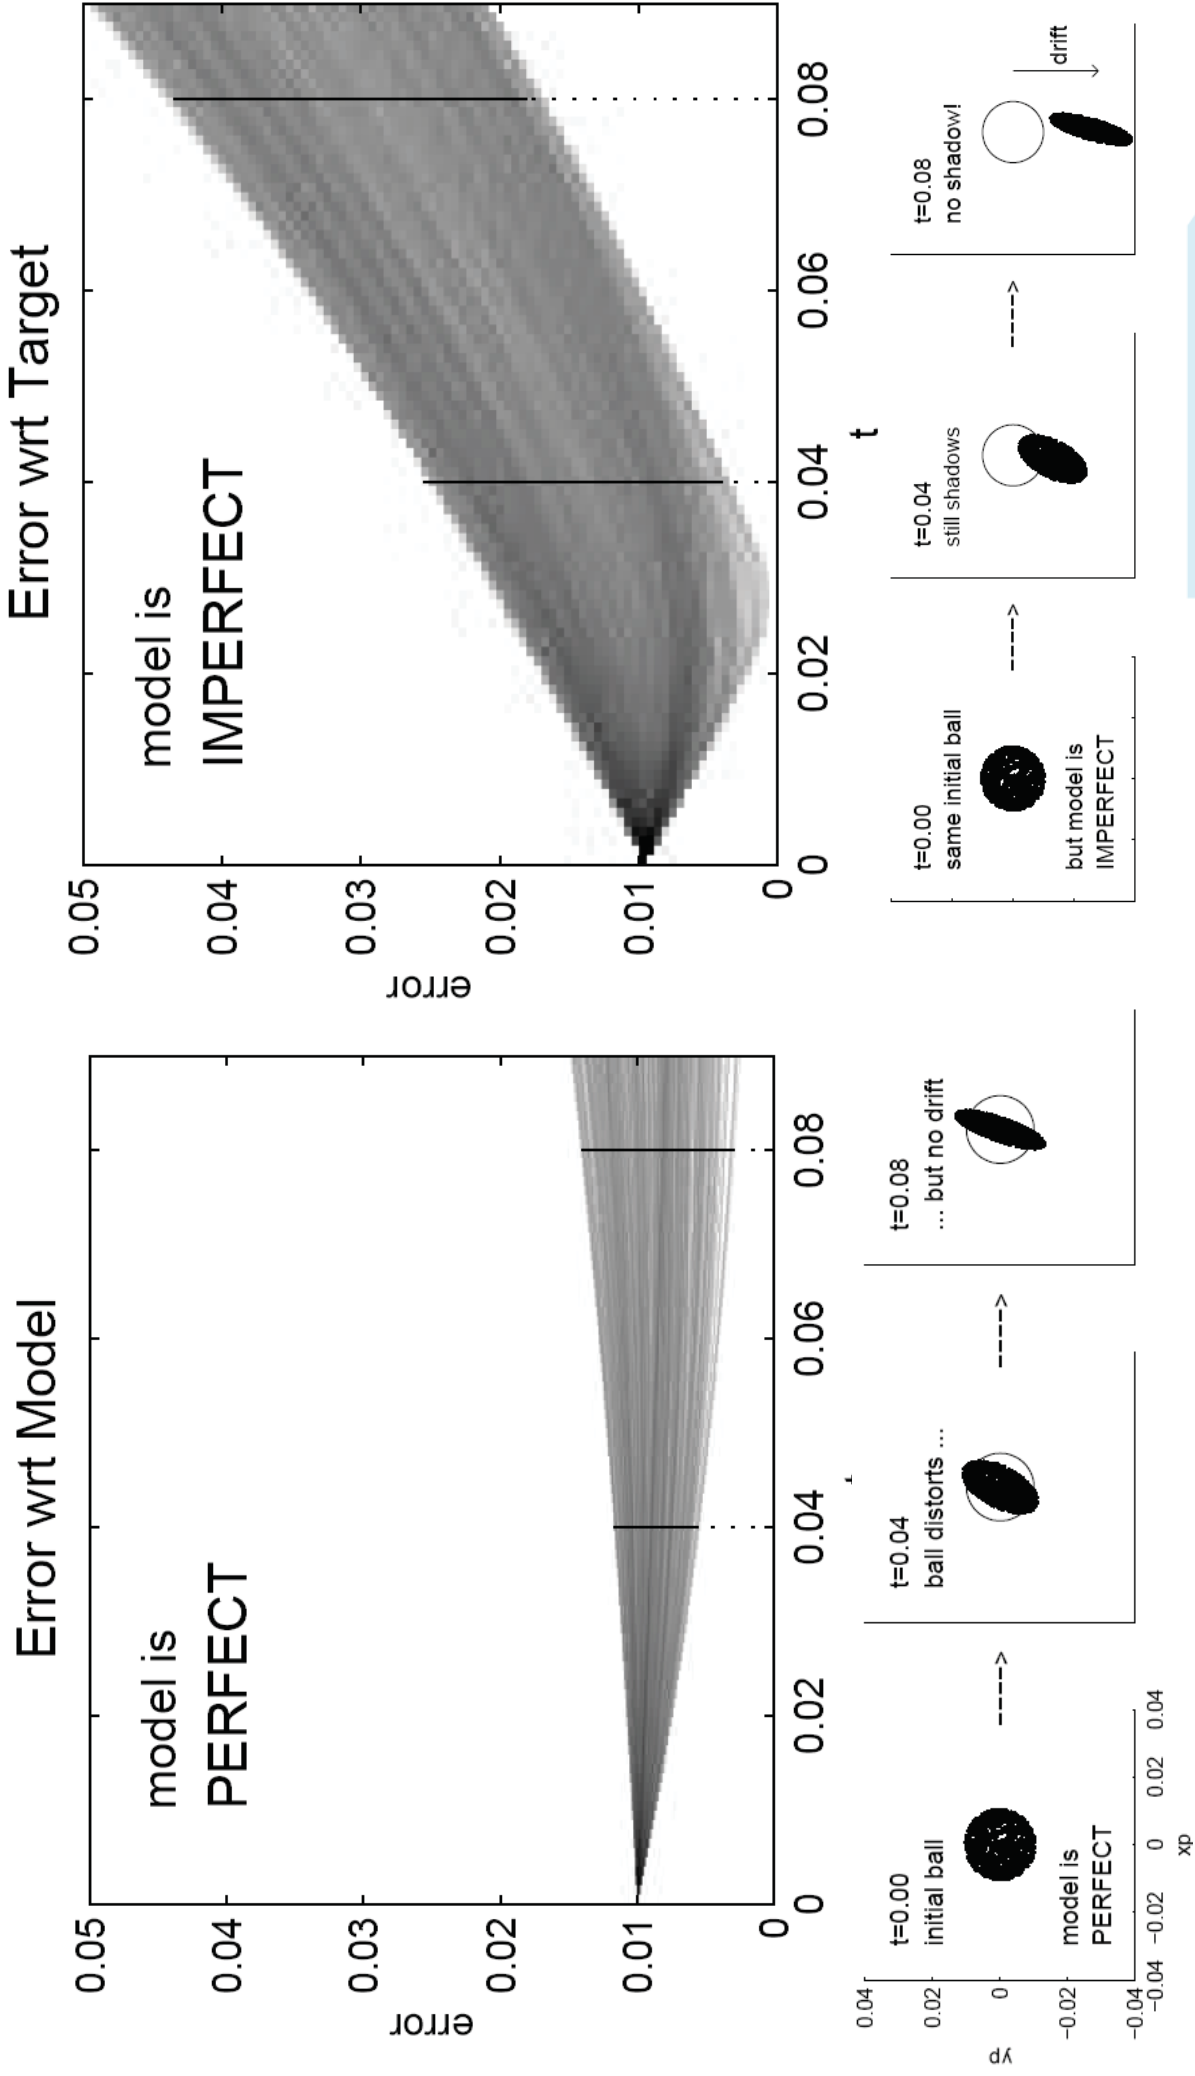 Error wrt Model
model is
PERFECT
error
0.05
0.04
0.03
0.02
0.01
0
0
0.02
0.04
0.06
0.08
t=0.00
initial ball
model is
PERFECT
yp
0.04
0.02
0
-0.02
-0.04
-0.04
-0.02
0
0.02
0.04
xp
---->
t=0.04
ball distorts ...
---->
t=0.08
... but no drift
Error wrt Target
model is
IMPERFECT
error
0.05
0.04
0.03
0.02
0.01
0
0
0.02
0.04
0.06
0.08
t
t=0.00
same initial ball
but model is
IMPERFECT
---->
t=0.04
still shadows
---->
t=0.08
no shadow!
drift